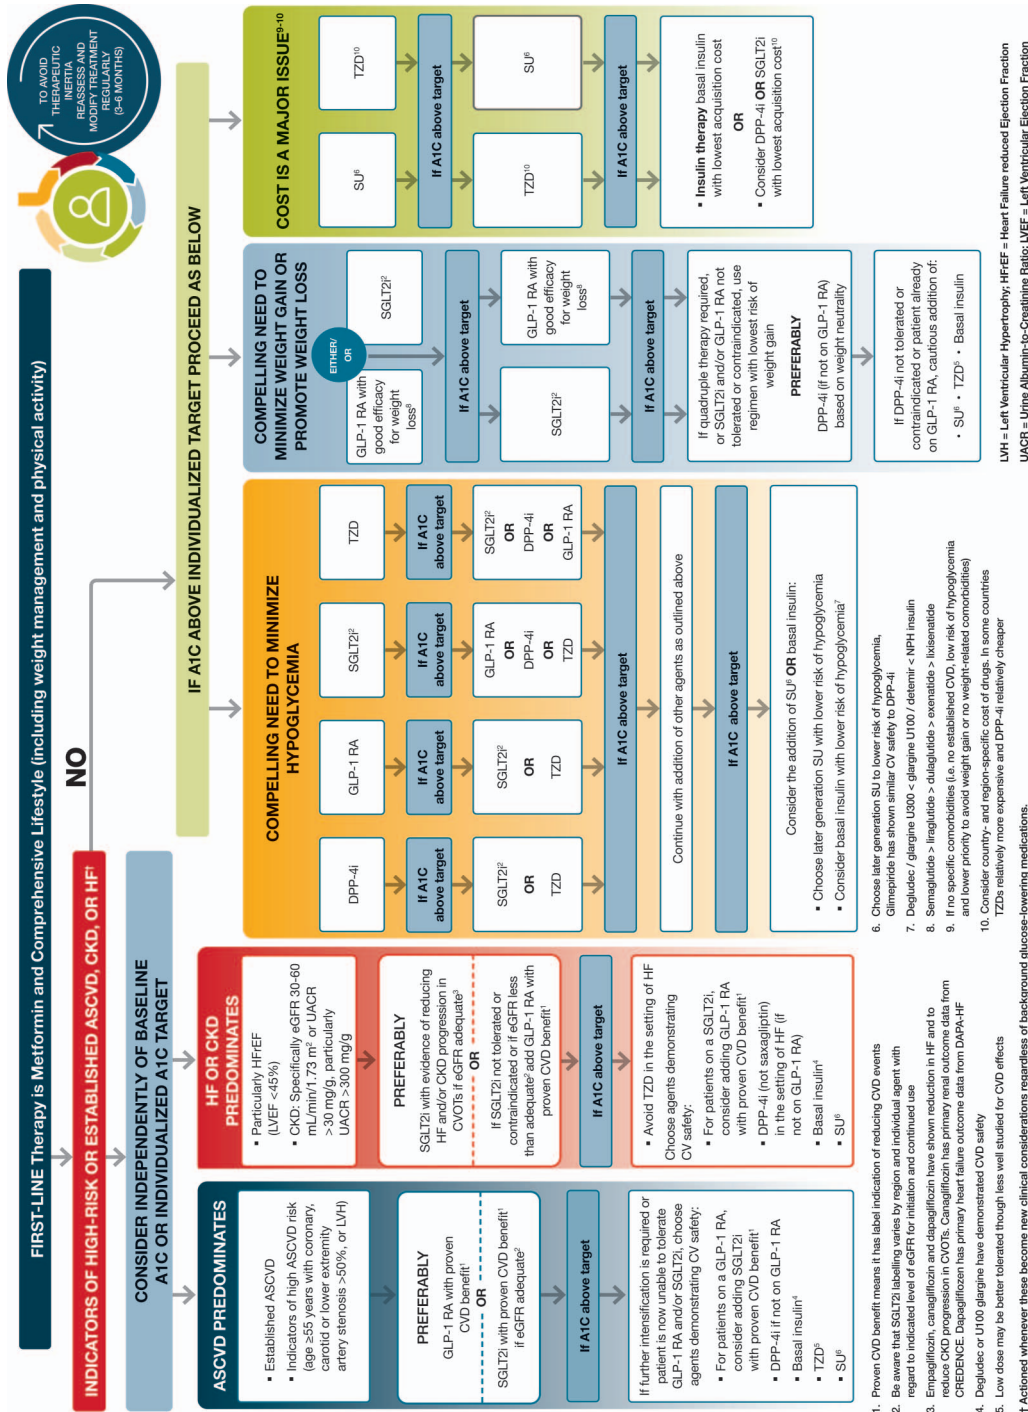 FIRST-LINE Therapy is Metformin and Comprehensive Lifestyle (including weight management and physical activity)
TO AVOID
THERAPEUTIC
INERTIA
REASSESS AND
MODIFY TREATMENT
REGULARLY
(3–6 MONTHS)
INDICATORS OF HIGH-RISK OR ESTABLISHED ASCVD, CKD, OR HF†
NO
CONSIDER INDEPENDENTLY OF BASELINE
A1C OR INDIVIDUALIZED A1C TARGET
IF A1C ABOVE INDIVIDUALIZED TARGET PROCEED AS BELOW
ASCVD PREDOMINATES
▪ Established ASCVD
▪ Indicators of high ASCVD risk
(age ≥55 years with coronary,
carotid or lower extremity
artery stenosis >50%, or LVH)
PREFERABLY
GLP-1 RA with proven
CVD benefit¹
OR
SGLT2i with proven CVD benefit¹
if eGFR adequate²
If A1C above target
If further intensification is required or
patient is now unable to tolerate
GLP-1 RA and/or SGLT2i, choose
agents demonstrating CV safety:
▪ For patients on a GLP-1 RA,
consider adding SGLT2i
with proven CVD benefit¹
▪ DPP-4i if not on GLP-1 RA
▪ Basal insulin⁴
▪ TZD⁵
▪ SU⁶
HF OR CKD
PREDOMINATES
▪ Particularly HFrEF
(LVEF <45%)
▪ CKD: Specifically eGFR 30-60
mL/min/1.73 m² or UACR
>30 mg/g, particularly
UACR >300 mg/g
PREFERABLY
SGLT2i with evidence of reducing
HF and/or CKD progression in
CVOTs if eGFR adequate³
OR
If SGLT2i not tolerated or
contraindicated or if eGFR less
than adequate² add GLP-1 RA with
proven CVD benefit¹
If A1C above target
▪ Avoid TZD in the setting of HF
Choose agents demonstrating
CV safety:
▪ For patients on a SGLT2i,
consider adding GLP-1 RA
with proven CVD benefit¹
▪ DPP-4i (not saxagliptin)
in the setting of HF (if
not on GLP-1 RA)
▪ Basal insulin⁴
▪ SU⁶
COMPELLING NEED TO MINIMIZE
HYPOGLYCEMIA
DPP-4i
GLP-1 RA
SGLT2i²
TZD
If A1C
above target
If A1C
above target
If A1C
above target
If A1C
above target
SGLT2i²
OR
TZD
SGLT2i²
OR
TZD
GLP-1 RA
OR
DPP-4i
OR
TZD
SGLT2i²
OR
DPP-4i
OR
GLP-1 RA
If A1C above target
Continue with addition of other agents as outlined above
If A1C above target
Consider the addition of SU⁶ OR basal insulin:
▪ Choose later generation SU with lower risk of hypoglycemia
▪ Consider basal insulin with lower risk of hypoglycemia⁷
COMPELLING NEED TO
MINIMIZE WEIGHT GAIN OR
PROMOTE WEIGHT LOSS
EITHER/
OR
GLP-1 RA with
good efficacy
for weight
loss⁸
SGLT2i²
If A1C above target
SGLT2i²
GLP-1 RA with
good efficacy
for weight
loss⁸
If A1C above target
If quadruple therapy required,
or SGLT2i and/or GLP-1 RA not
tolerated or contraindicated, use
regimen with lowest risk of
weight gain
PREFERABLY
DPP-4i (if not on GLP-1 RA)
based on weight neutrality
If DPP-4i not tolerated or
contraindicated or patient already
on GLP-1 RA, cautious addition of:
• SU⁶ • TZD⁵ • Basal insulin
COST IS A MAJOR ISSUE⁹⁻¹⁰
SU⁶
TZD¹⁰
If A1C above target
TZD¹⁰
SU⁶
If A1C above target
▪ Insulin therapy basal insulin
with lowest acquisition cost
OR
▪ Consider DPP-4i OR SGLT2i
with lowest acquisition cost¹⁰
1. Proven CVD benefit means it has label indication of reducing CVD events
2. Be aware that SGLT2i labelling varies by region and individual agent with
regard to indicated level of eGFR for initiation and continued use
3. Empagliflozin, canagliflozin and dapagliflozin have shown reduction in HF and to
reduce CKD progression in CVOTs. Canagliflozin has primary renal outcome data from
CREDENCE. Dapagliflozen has primary heart failure outcome data from DAPA-HF
4. Degludec or U100 glargine have demonstrated CVD safety
5. Low dose may be better tolerated though less well studied for CVD effects
6. Choose later generation SU to lower risk of hypoglycemia,
Glimepiride has shown similar CV safety to DPP-4i
7. Degludec / glargine U300 < glargine U100 / detemir < NPH insulin
8. Semaglutide > liraglutide > dulaglutide > exenatide > lixisenatide
9. If no specific comorbidities (i.e. no established CVD, low risk of hypoglycemia
and lower priority to avoid weight gain or no weight-related comorbidities)
10. Consider country- and region-specific cost of drugs. In some countries
TZDs relatively more expensive and DPP-4i relatively cheaper
† Actioned whenever these become new clinical considerations regardless of background glucose-lowering medications.
LVH = Left Ventricular Hypertrophy; HFrEF = Heart Failure reduced Ejection Fraction
UACR = Urine Albumin-to-Creatinine Ratio; LVEF = Left Ventricular Ejection Fraction